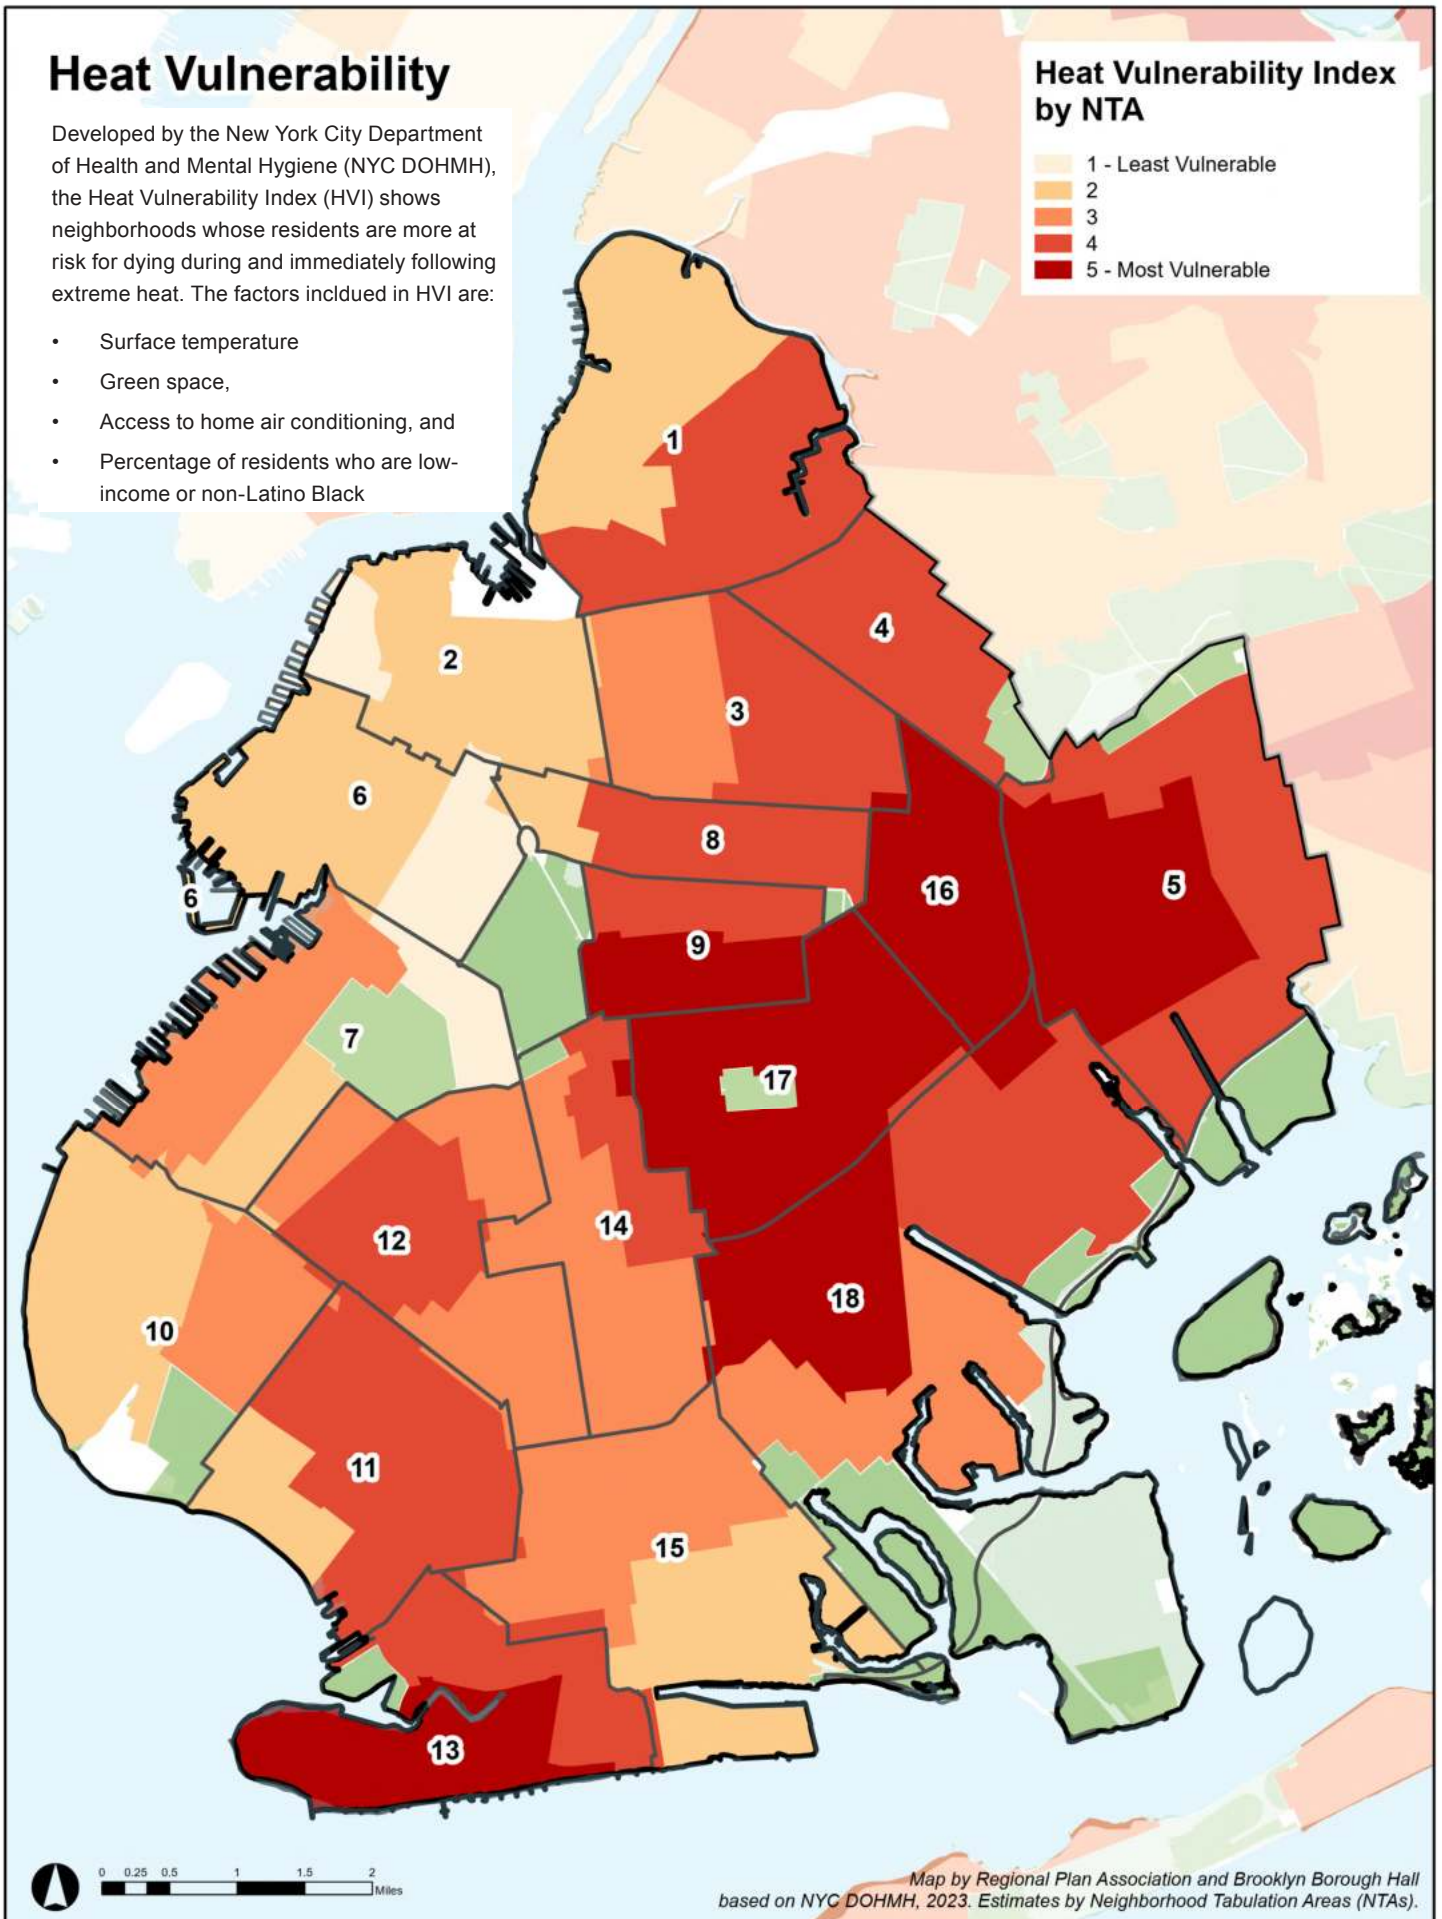 Heat Vulnerability
Developed by the New York City Department
of Health and Mental Hygiene (NYC DOHMH),
the Heat Vulnerability Index (HVI) shows
neighborhoods whose residents are more at
risk for dying during and immediately following
extreme heat. The factors incldued in HVI are:
• Surface temperature
• Green space,
• Access to home air conditioning, and
• Percentage of residents who are low-
income or non-Latino Black
Heat Vulnerability Index
by NTA
1 - Least Vulnerable
2
3
4
5 - Most Vulnerable
1
4
2
3
6
8
16
5
6
9
7
17
14
12
18
10
11
15
13
0 0.25 0.5 1 1.5 2
Miles
Map by Regional Plan Association and Brooklyn Borough Hall
based on NYC DOHMH, 2023. Estimates by Neighborhood Tabulation Areas (NTAs).